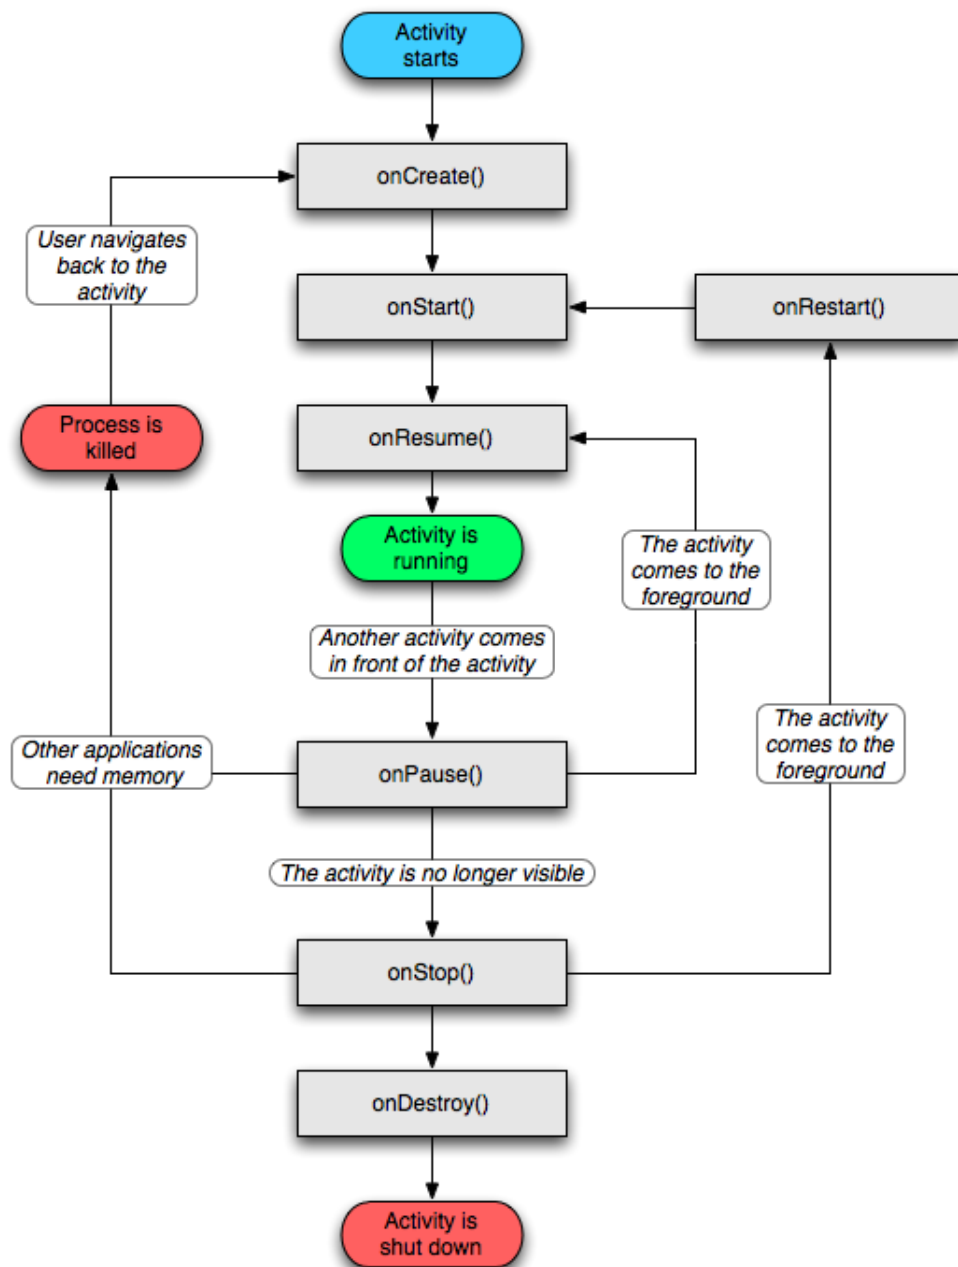 Activity
starts
onCreate()
User navigates
back to the
activity
onStart()
onRestart()
Process is
killed
onResume()
Activity is
running
The activity
comes to the
foreground
Another activity comes
in front of the activity
The activity
comes to the
foreground
Other applications
need memory
onPause()
The activity is no longer visible
onStop()
onDestroy()
Activity is
shut down